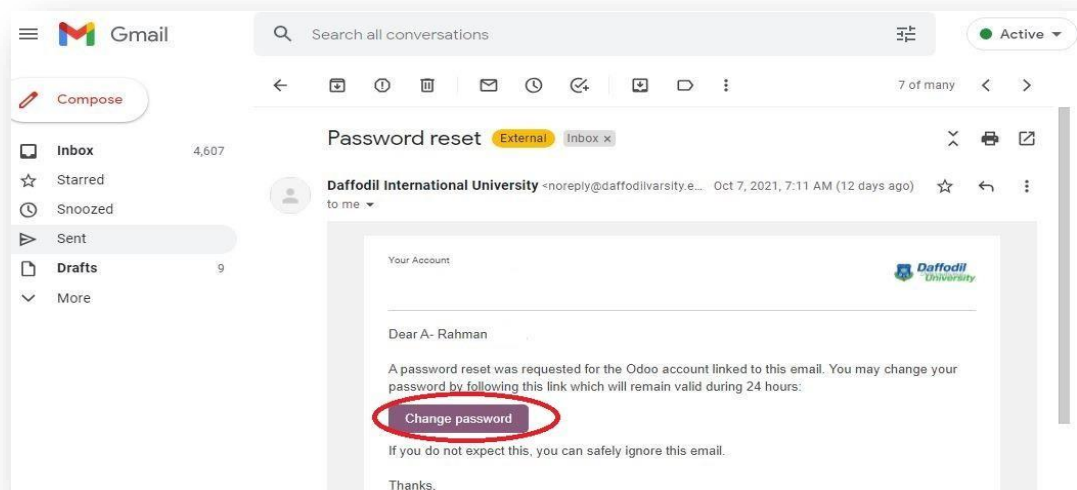 Gmail
Search all conversations
Active
Compose
7 of many
Inbox 4,607
Starred
Snoozed
Sent
Drafts 9
More
Password reset External Inbox ×
Daffodil International University <noreply@daffodilvarsity.e... Oct 7, 2021, 7:11 AM (12 days ago)
to me
Your Account
Daffodil
University
Dear A- Rahman
A password reset was requested for the Odoo account linked to this email. You may change your
password by following this link which will remain valid during 24 hours:
Change password
If you do not expect this, you can safely ignore this email.
Thanks,